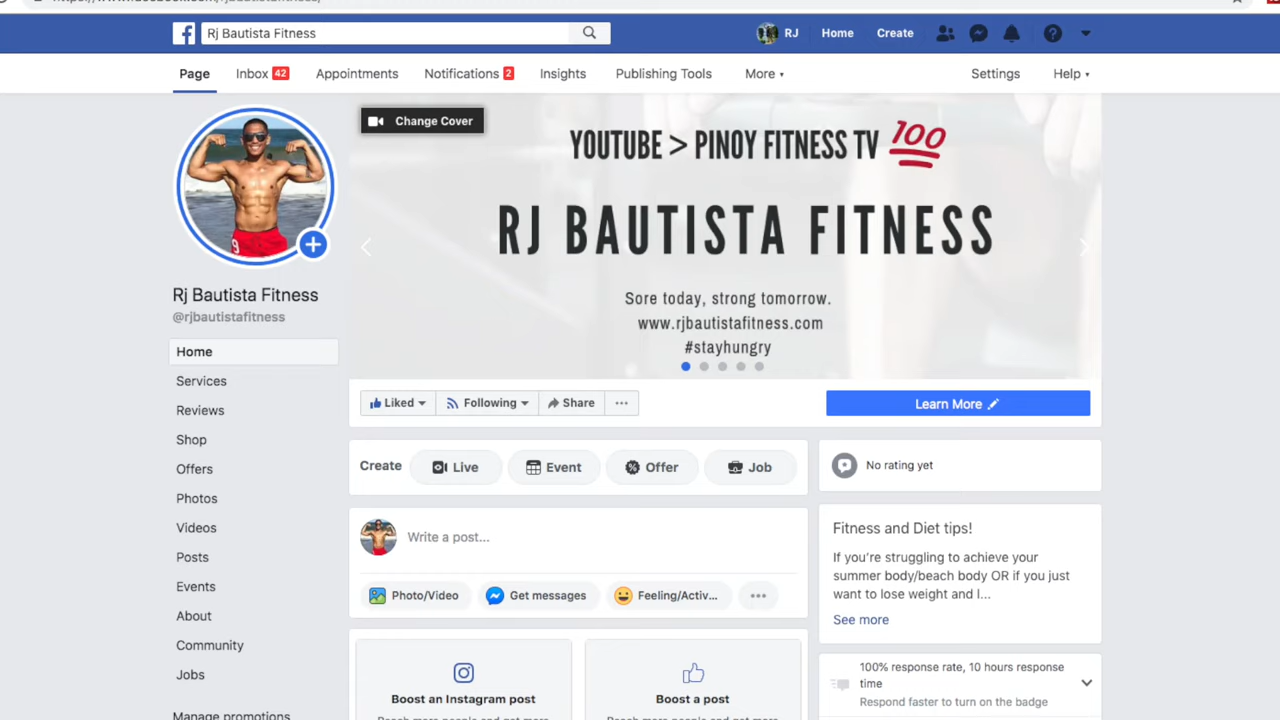 Rj Bautista Fitness
RJ
Home
Create
Page
Inbox 42
Appointments
Notifications 2
Insights
Publishing Tools
More
Settings
Help
Change Cover
YOUTUBE > PINOY FITNESS TV 💯
RJ BAUTISTA FITNESS
Sore today, strong tomorrow.
www.rjbautistafitness.com
#stayhungry
9
Rj Bautista Fitness
@rjbautistafitness
Home
Services
Reviews
Shop
Offers
Photos
Videos
Posts
Events
About
Community
Jobs
Manage promotions
Liked
Following
Share
Learn More
Create
Live
Event
Offer
Job
Write a post...
Photo/Video
Get messages
Feeling/Activ...
Boost an Instagram post
Boost a post
No rating yet
Fitness and Diet tips!
If you're struggling to achieve your
summer body/beach body OR if you just
want to lose weight and l...
See more
100% response rate, 10 hours response
time
Respond faster to turn on the badge